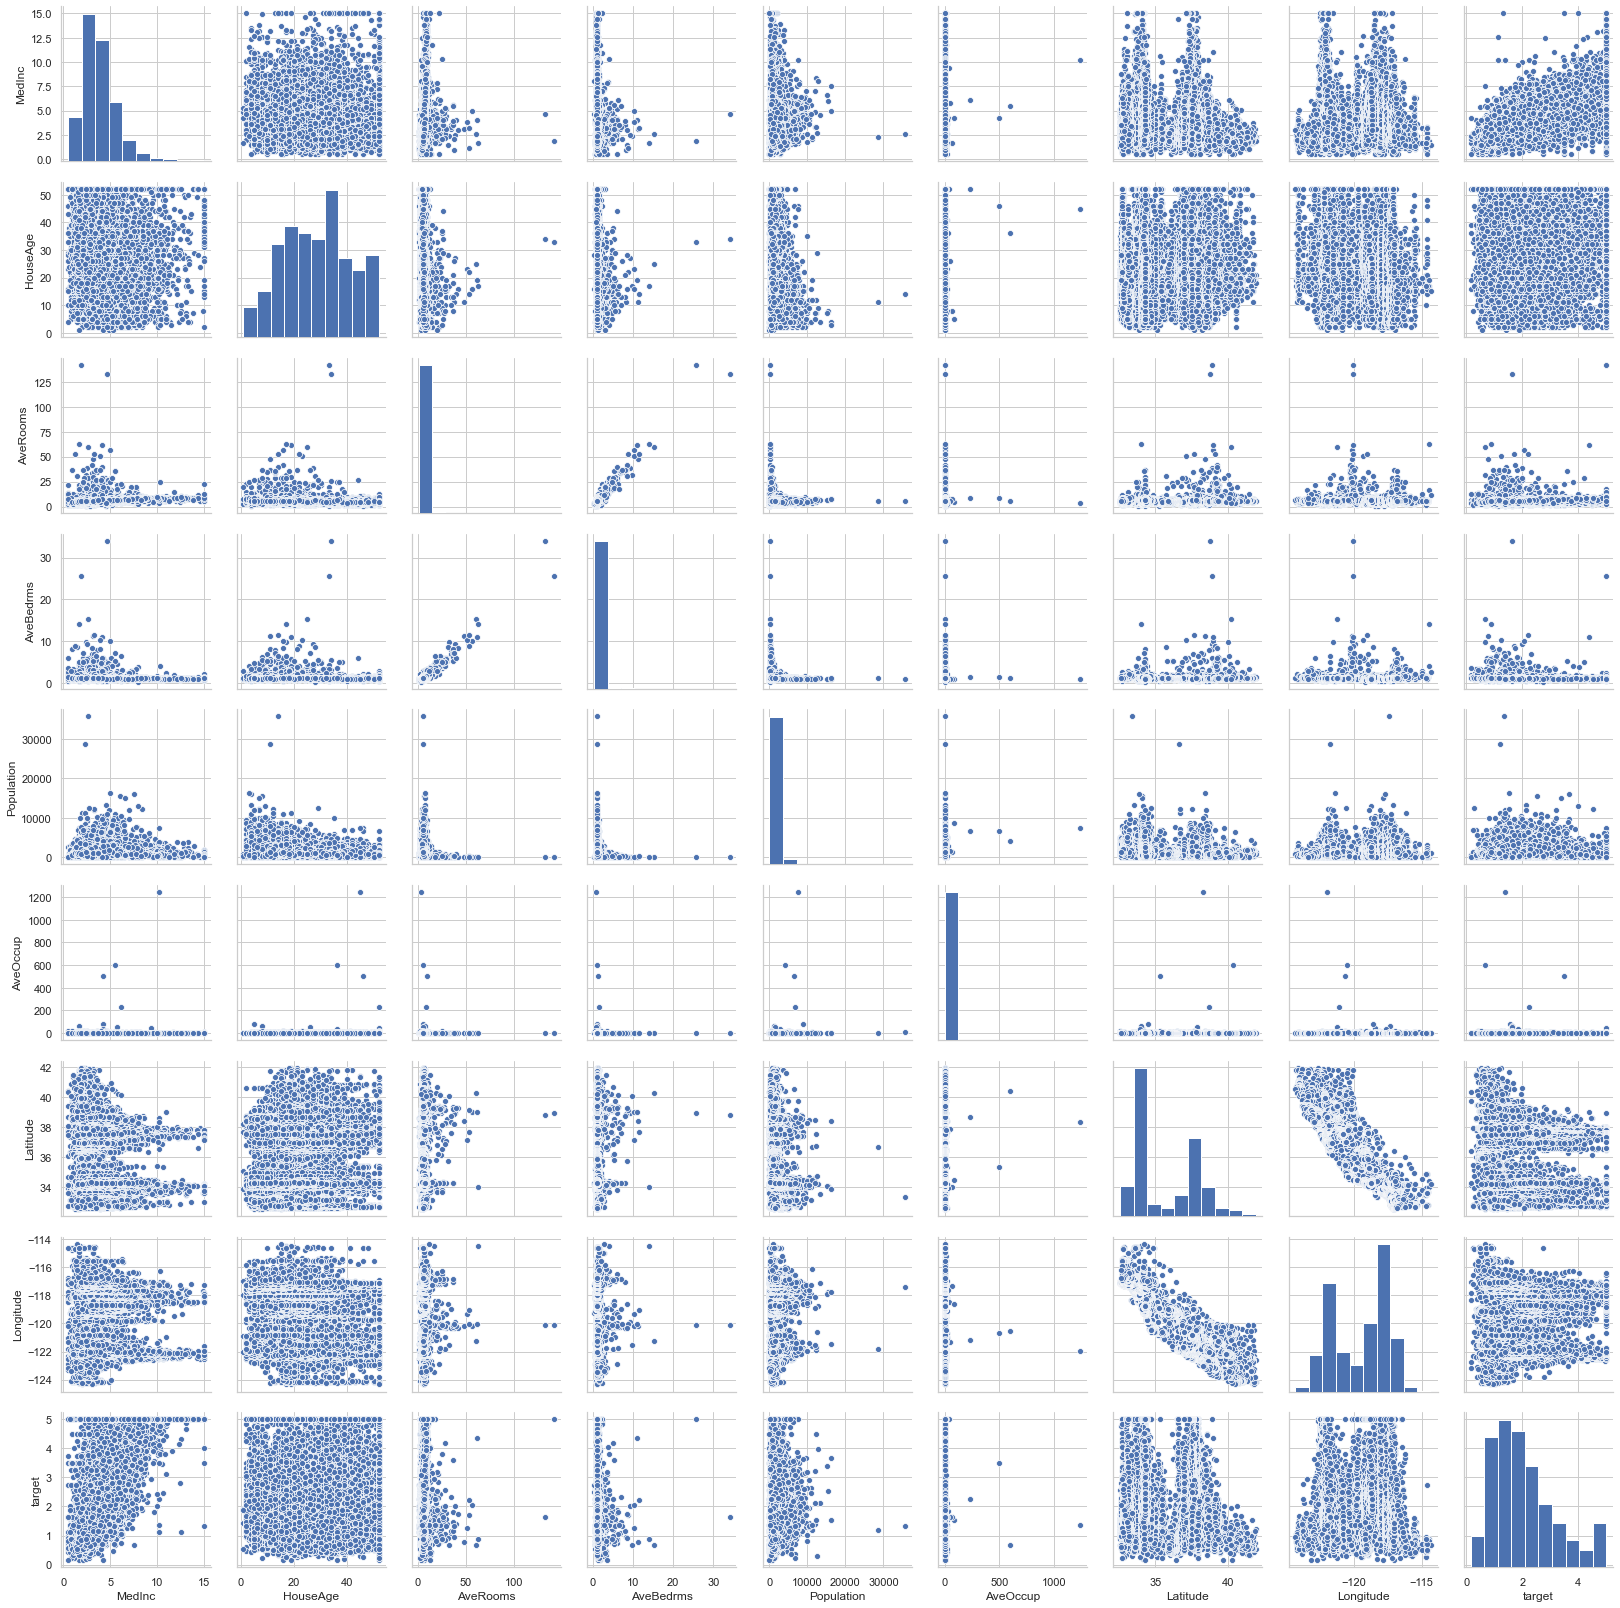 15.0
12.5
10.0
7.5
5.0
2.5
0.0
MedInc
50
40
30
20
10
0
HouseAge
125
100
75
50
25
0
AveRooms
30
20
10
0
AveBedrms
30000
20000
10000
0
Population
1200
1000
800
600
400
200
0
AveOccup
42
40
38
36
34
Latitude
−114
−116
−118
−120
−122
−124
Longitude
5
4
3
2
1
0
target
0 5 10 15
MedInc
0 20 40
HouseAge
0 50 100
AveRooms
0 10 20 30
AveBedrms
0 10000 20000 30000
Population
0 500 1000
AveOccup
35 40
Latitude
−120 −115
Longitude
0 2 4
target